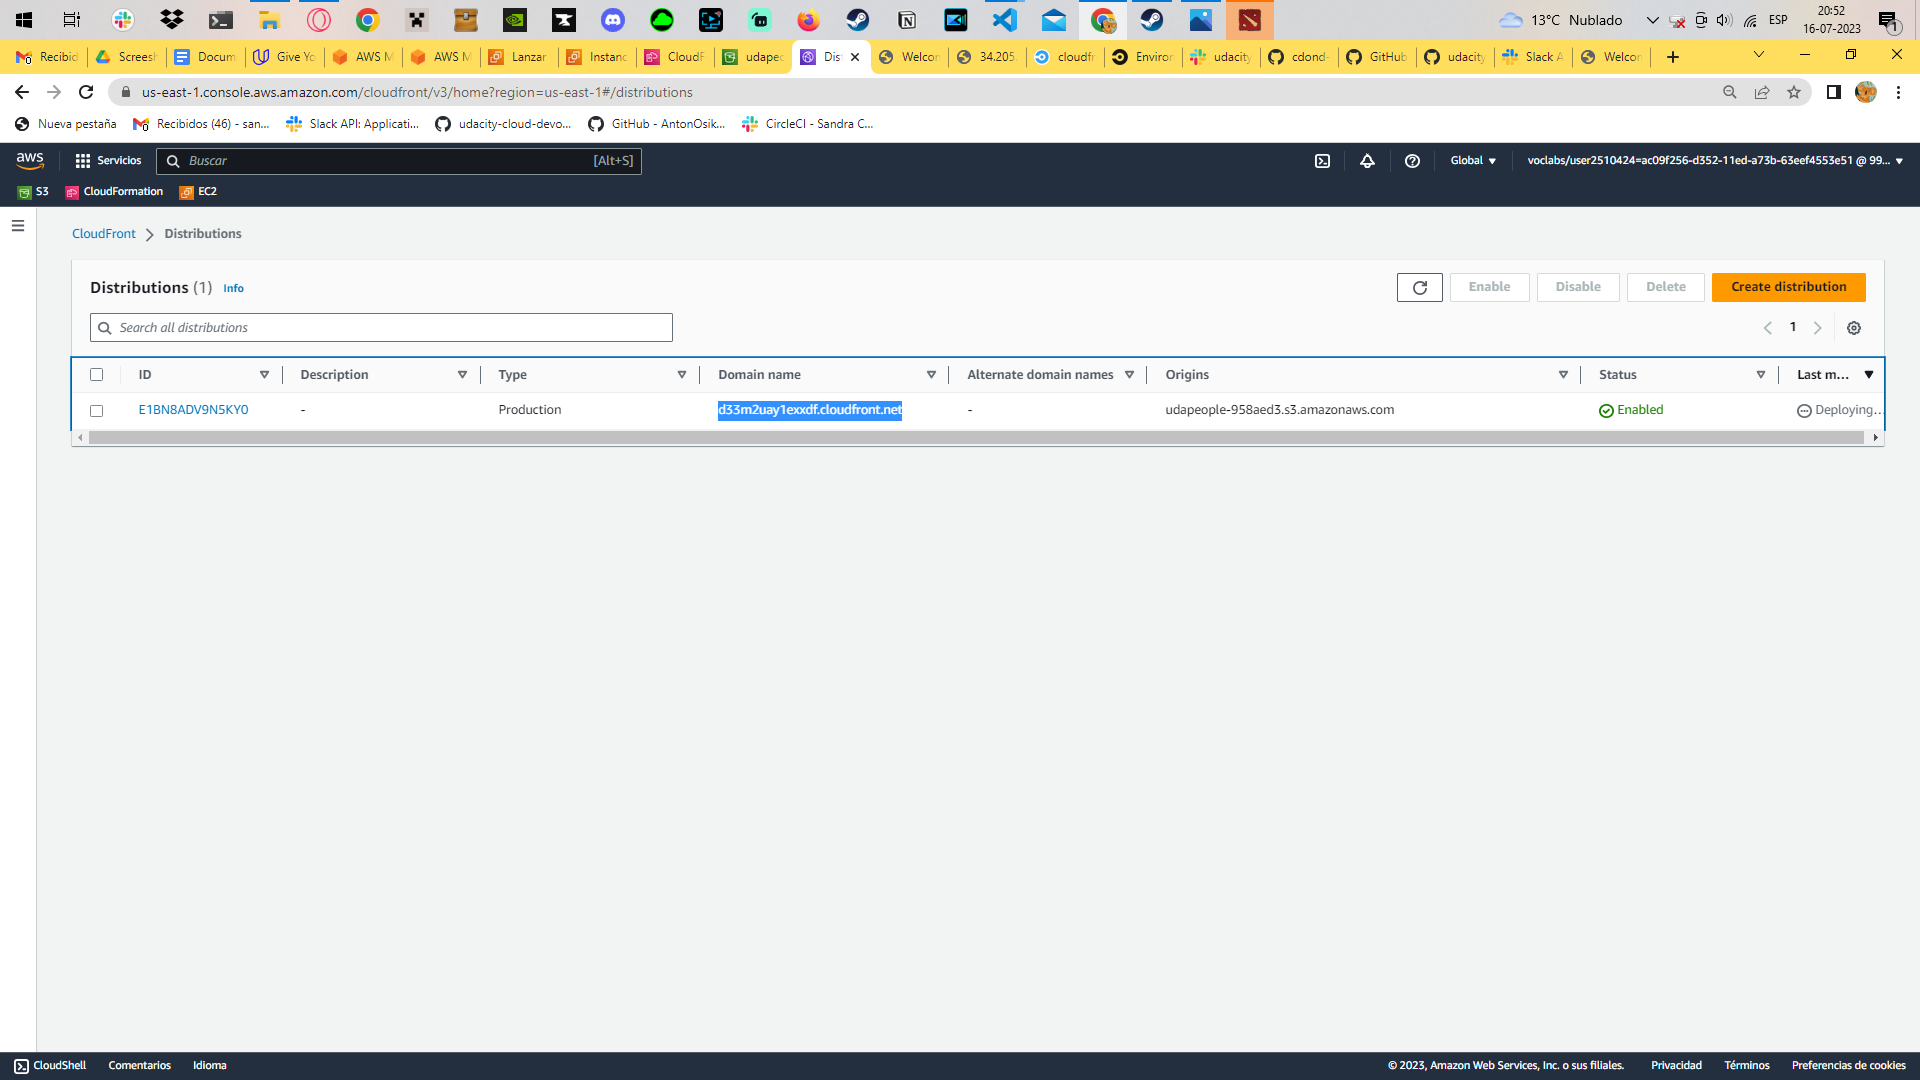 13°C Nublado
ESP
20:52
16-07-2023
1
Recibid
Screesh
Docum
Give Yo
AWS M
AWS M
Lanzar
Instanc
CloudF
udapeo
Dis
Welcon
34.205.
cloudfr
Environ
udacity
cdond-
GitHub
udacity
Slack A
Welcon
us-east-1.console.aws.amazon.com/cloudfront/v3/home?region=us-east-1#/distributions
Nueva pestaña
Recibidos (46) - san...
Slack API: Applicati...
udacity-cloud-devo...
GitHub - AntonOsik...
CircleCI - Sandra C...
aws
Servicios
Buscar
[Alt+S]
Global
voclabs/user2510424=ac09f256-d352-11ed-a73b-63eef4553e51 @ 99...
S3
CloudFormation
EC2
CloudFront
Distributions
Distributions (1)
Info
Enable
Disable
Delete
Create distribution
Search all distributions
1
ID
Description
Type
Domain name
Alternate domain names
Origins
Status
Last m...
E1BN8ADV9N5KY0
-
Production
d33m2uay1exxdf.cloudfront.net
-
udapeople-958aed3.s3.amazonaws.com
Enabled
Deploying...
CloudShell
Comentarios
Idioma
© 2023, Amazon Web Services, Inc. o sus filiales.
Privacidad
Términos
Preferencias de cookies